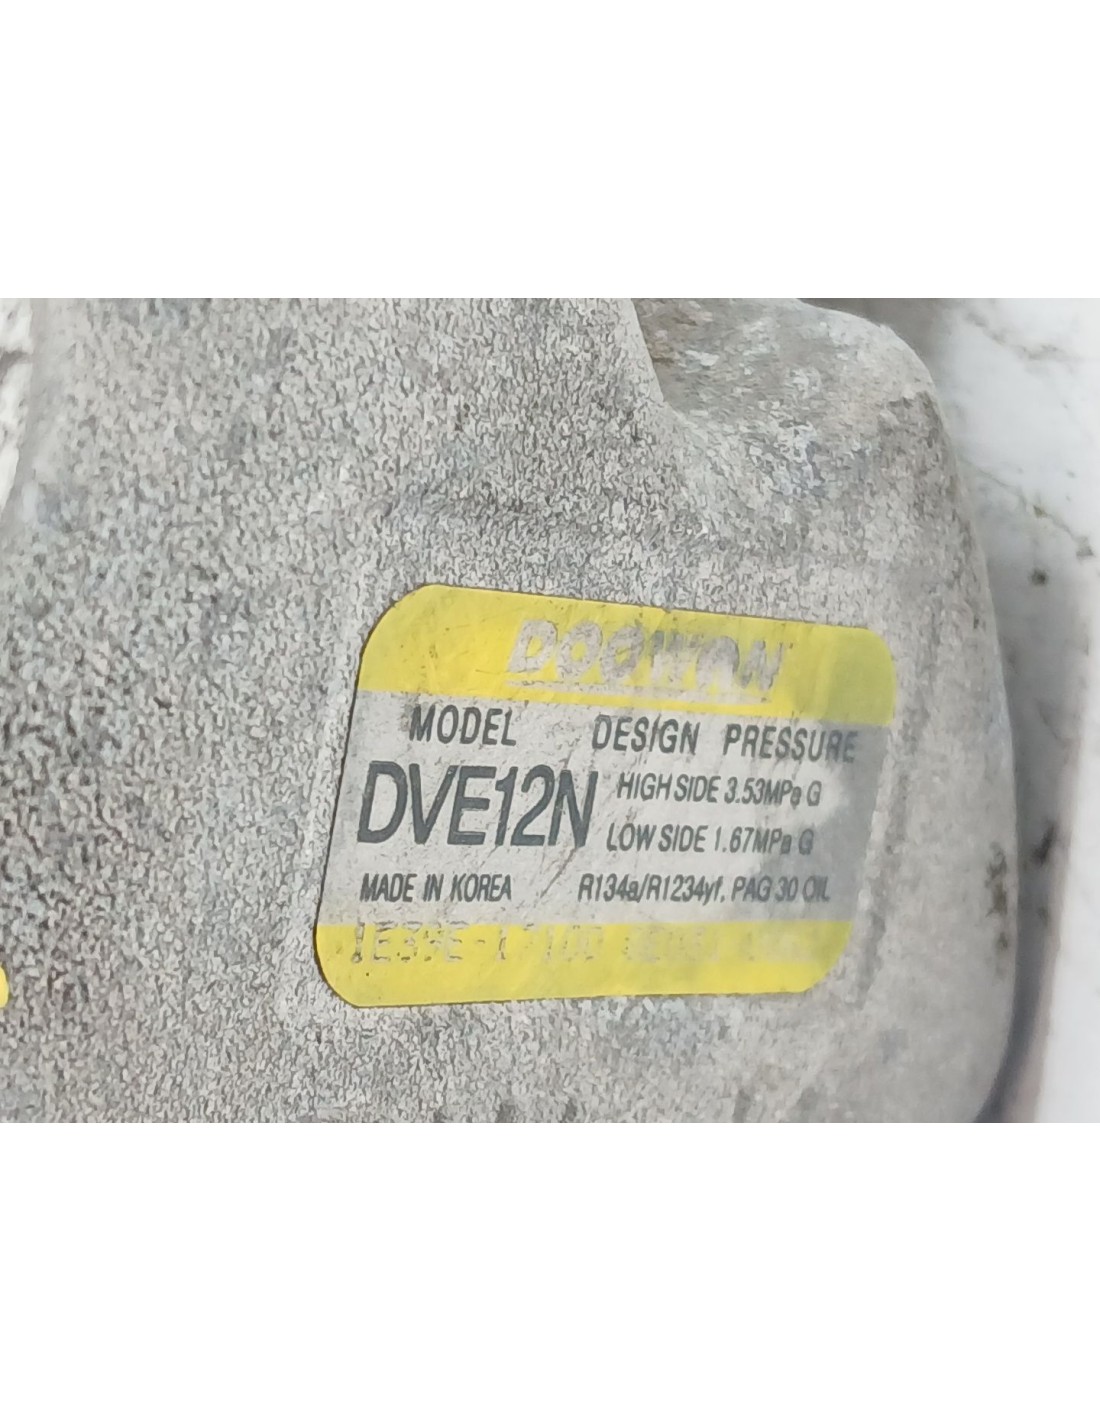 DOOWON
MODEL DESIGN PRESSURE
DVE12N HIGH SIDE 3.53MPa G
LOW SIDE 1.67MPa G
MADE IN KOREA R134a/R1234yf. PAG 30 OIL